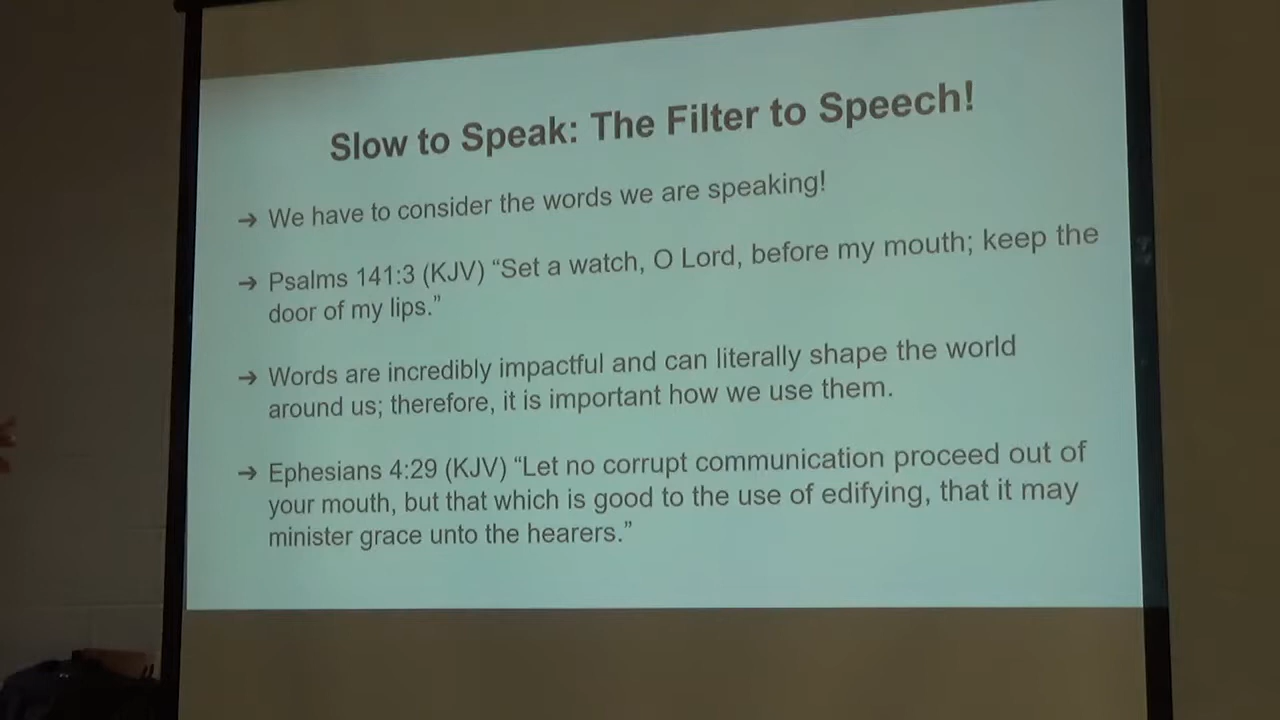 Slow to Speak: The Filter to Speech!
➔ We have to consider the words we are speaking!
➔ Psalms 141:3 (KJV) “Set a watch, O Lord, before my mouth; keep the
door of my lips.”
➔ Words are incredibly impactful and can literally shape the world
around us; therefore, it is important how we use them.
➔ Ephesians 4:29 (KJV) “Let no corrupt communication proceed out of
your mouth, but that which is good to the use of edifying, that it may
minister grace unto the hearers.”